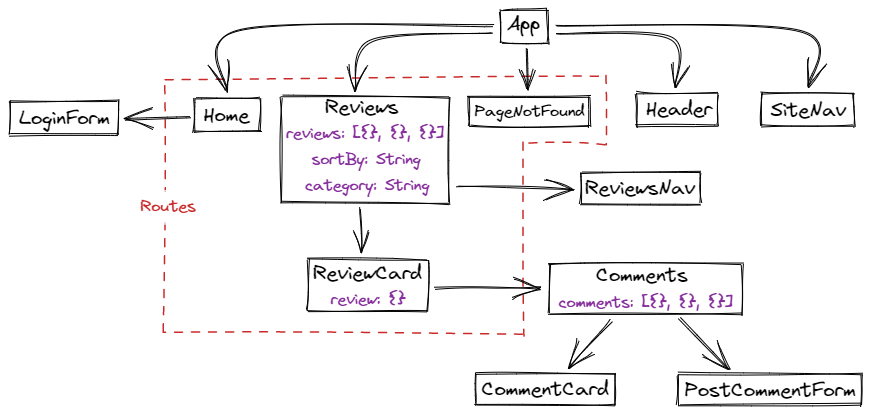 App
LoginForm
Home
Reviews
reviews: [{}, {}, {}]
sortBy: String
category: String
PageNotFound
Header
SiteNav
ReviewsNav
Routes
ReviewCard
review: {}
Comments
comments: [{}, {}, {}]
CommentCard
PostCommentForm